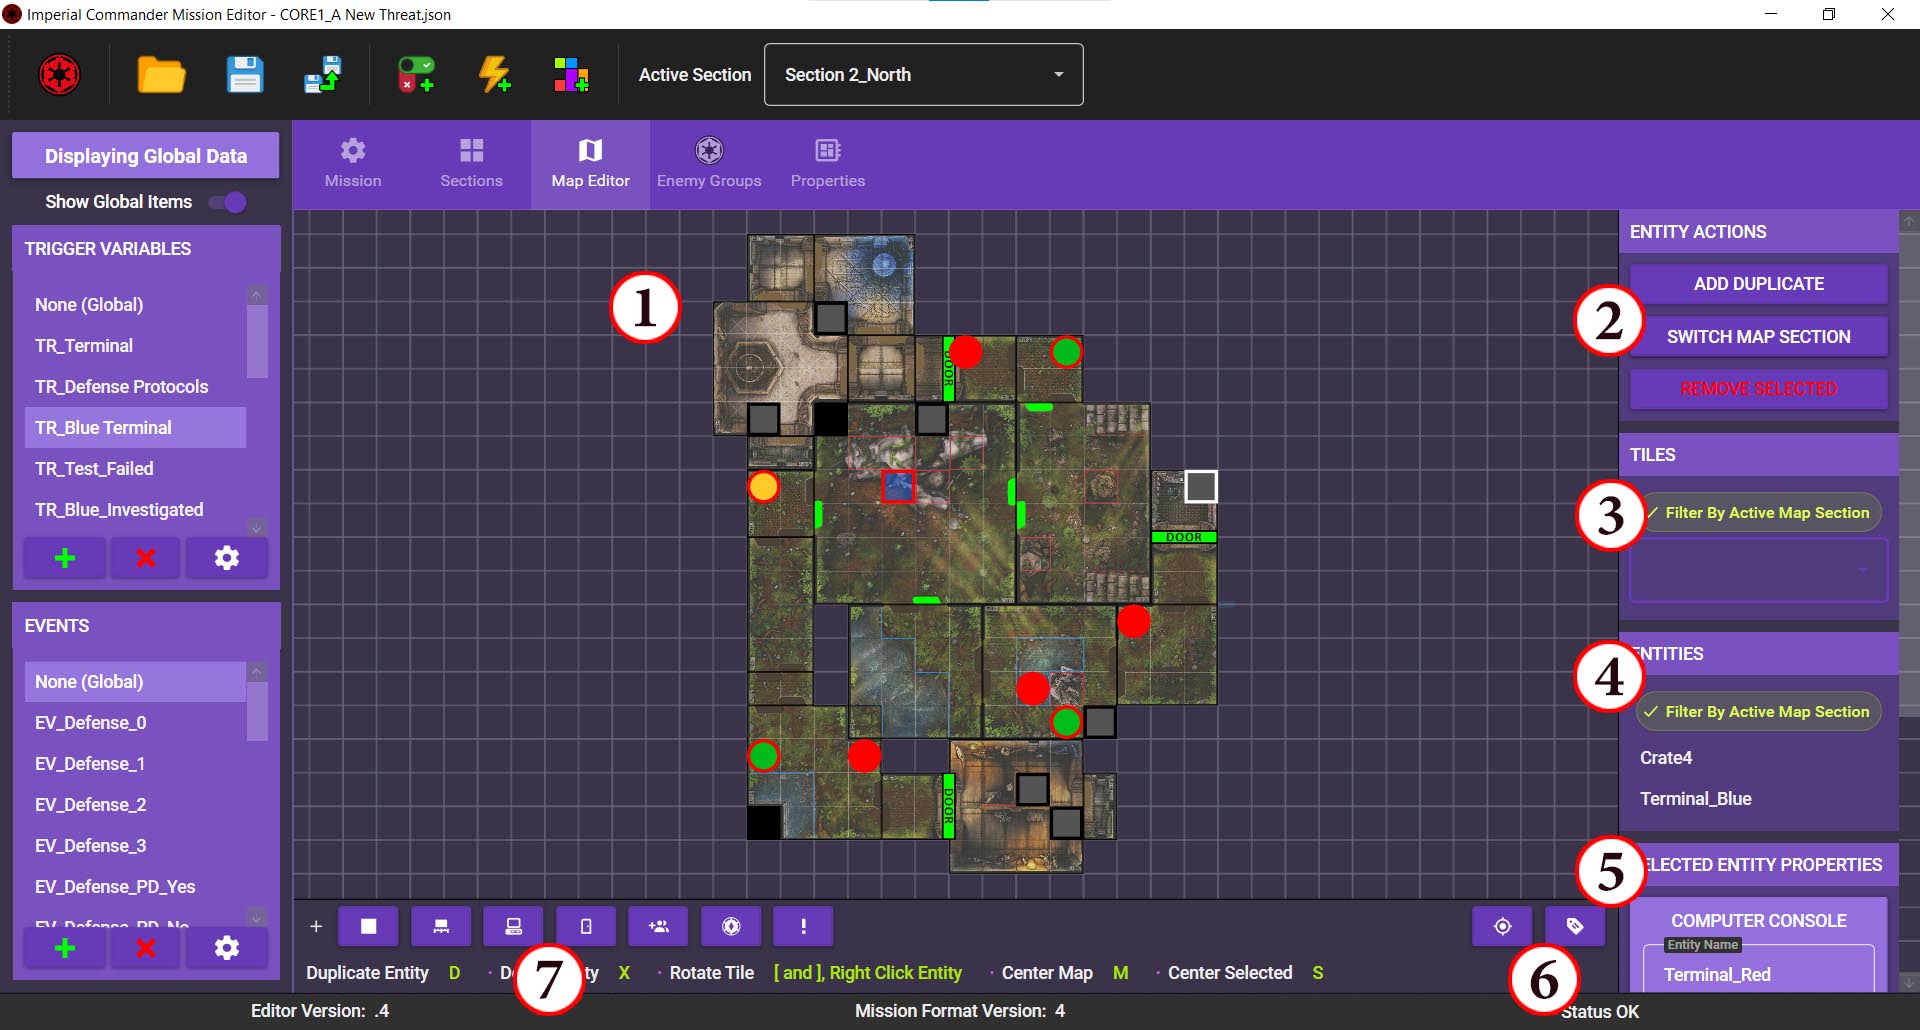 Imperial Commander Mission Editor - CORE1_A New Threat.json
Active Section
Section 2_North
Displaying Global Data
Show Global Items
TRIGGER VARIABLES
None (Global)
TR_Terminal
TR_Defense Protocols
TR_Blue Terminal
TR_Test_Failed
TR_Blue_Investigated
EVENTS
None (Global)
EV_Defense_0
EV_Defense_1
EV_Defense_2
EV_Defense_3
EV_Defense_PD_Yes
EV_Defense_PD_No
Mission
Sections
Map Editor
Enemy Groups
Properties
1
DOOR
DOOR
DOOR
ENTITY ACTIONS
ADD DUPLICATE
2
SWITCH MAP SECTION
REMOVE SELECTED
TILES
3
Filter By Active Map Section
4
NTITIES
Filter By Active Map Section
Crate4
Terminal_Blue
5
ELECTED ENTITY PROPERTIES
COMPUTER CONSOLE
Entity Name
Terminal_Red
Duplicate Entity D · De ty X · Rotate Tile [ and ], Right Click Entity · Center Map M · Center Selected S
7
6
Editor Version: .4
Mission Format Version: 4
Status OK